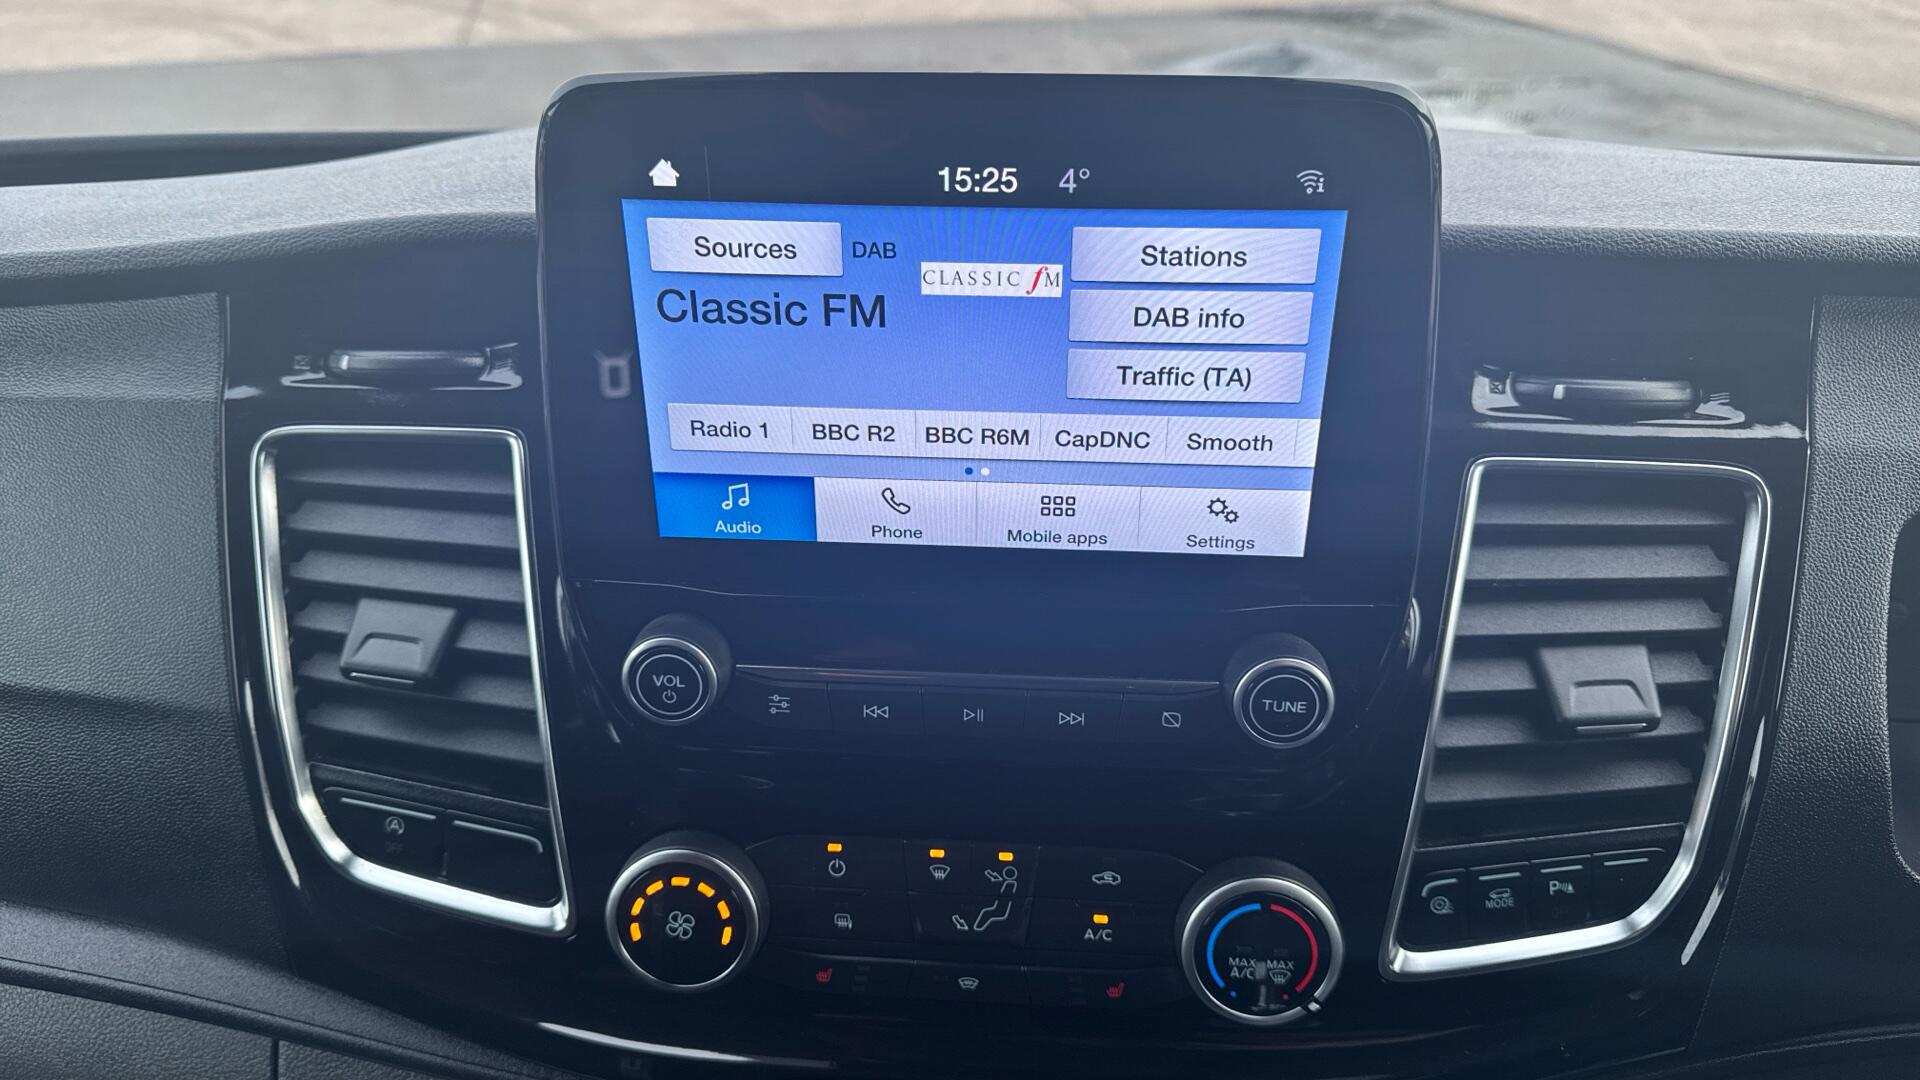 15:25 4°
Sources DAB
CLASSIC fM
Classic FM
Stations
DAB info
Traffic (TA)
Radio 1 BBC R2 BBC R6M CapDNC Smooth
Audio Phone Mobile apps Settings
VOL
TUNE
A
OFF
A/C
MAX A/C
MAX
MODE
P